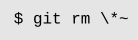 $ git rm \*~